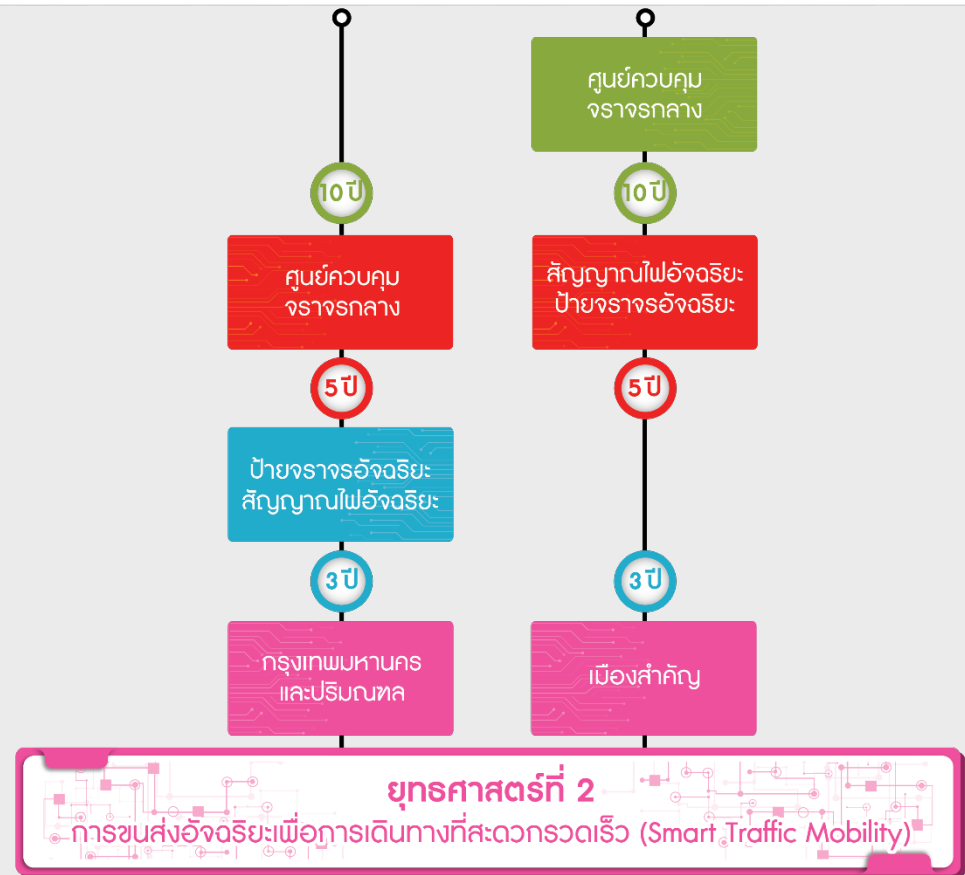 ศูนย์ควบคุม
จราจรกลาง
10 ปี
10 ปี
ศูนย์ควบคุม
จราจรกลาง
สัญญาณไฟอัจฉริยะ
ป้ายจราจรอัจฉริยะ
5 ปี
5 ปี
ป้ายจราจรอัจฉริยะ
สัญญาณไฟอัจฉริยะ
3 ปี
3 ปี
กรุงเทพมหานคร
และปริมณฑล
เมืองสำคัญ
ยุทธศาสตร์ที่ 2
การขนส่งอัจฉริยะเพื่อการเดินทางที่สะดวกรวดเร็ว (Smart Traffic Mobility)